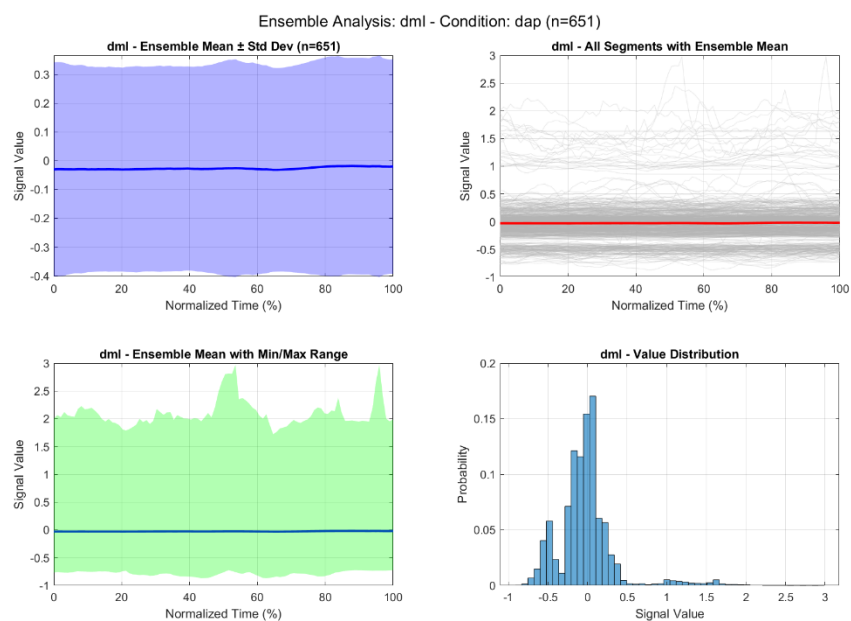 Ensemble Analysis: dml - Condition: dap (n=651)
dml - Ensemble Mean ± Std Dev (n=651)
0.3
0.2
0.1
0
-0.1
-0.2
-0.3
-0.4
Signal Value
0 20 40 60 80 100
Normalized Time (%)
dml - All Segments with Ensemble Mean
3
2.5
2
1.5
1
0.5
0
-0.5
-1
Signal Value
0 20 40 60 80 100
Normalized Time (%)
dml - Ensemble Mean with Min/Max Range
3
2.5
2
1.5
1
0.5
0
-0.5
-1
Signal Value
0 20 40 60 80 100
Normalized Time (%)
dml - Value Distribution
0.2
0.15
0.1
0.05
0
Probability
-1 -0.5 0 0.5 1 1.5 2 2.5 3
Signal Value